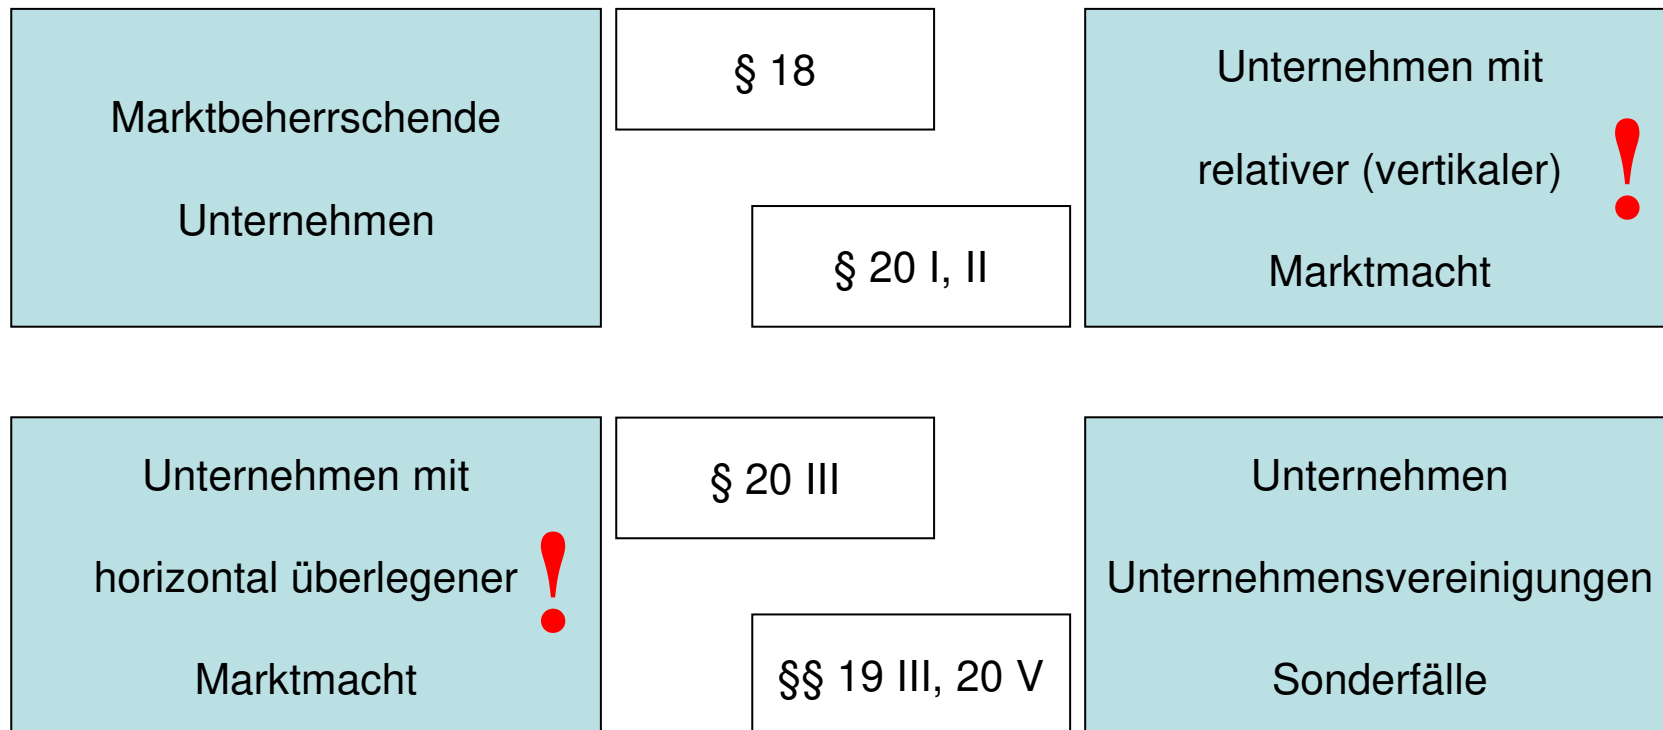 Marktbeherrschende
Unternehmen
§ 18
§ 20 I, II
Unternehmen mit
relativer (vertikaler)
Marktmacht
!
Unternehmen mit
horizontal überlegener
Marktmacht
!
§ 20 III
§§ 19 III, 20 V
Unternehmen
Unternehmensvereinigungen
Sonderfälle